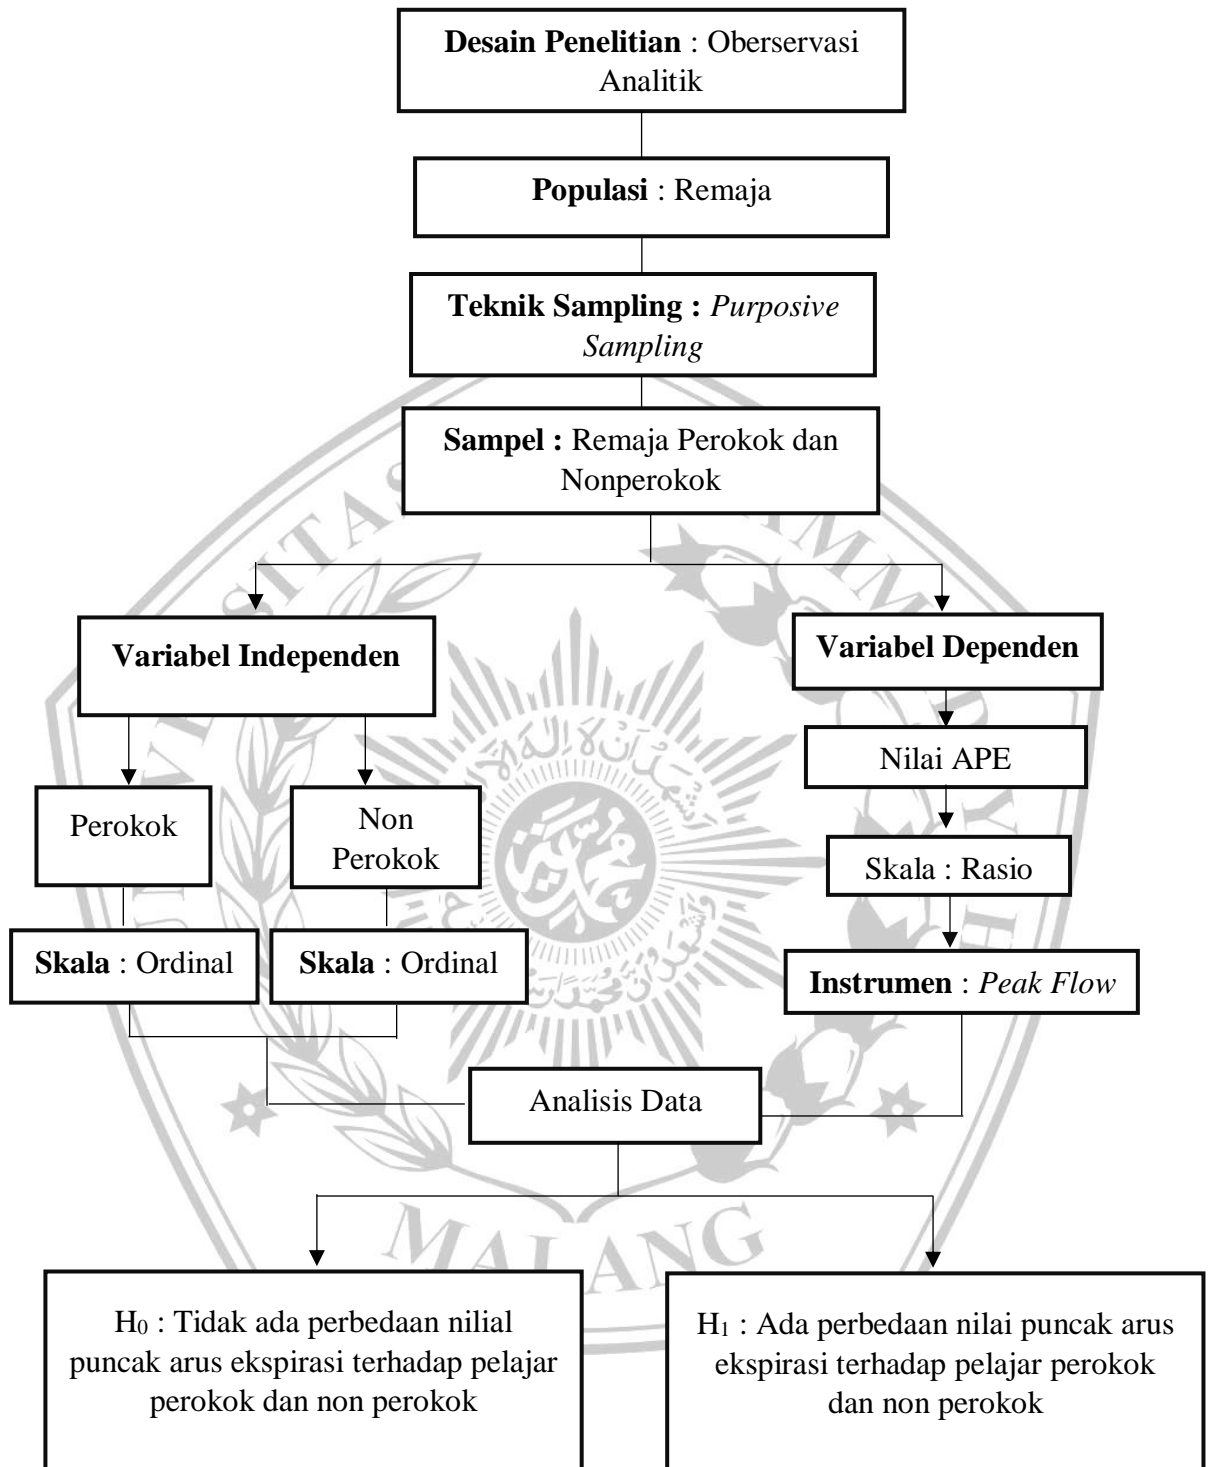 Desain Penelitian : Oberservasi
Analitik
Populasi : Remaja
Teknik Sampling : Purposive
Sampling
Sampel : Remaja Perokok dan
Nonperokok
Variabel Independen
Variabel Dependen
Nilai APE
Perokok
Non
Perokok
Skala : Rasio
Skala : Ordinal
Skala : Ordinal
Instrumen : Peak Flow
Analisis Data
MALANG
H0 : Tidak ada perbedaan nilial
puncak arus ekspirasi terhadap pelajar
perokok dan non perokok
H1 : Ada perbedaan nilai puncak arus
ekspirasi terhadap pelajar perokok
dan non perokok